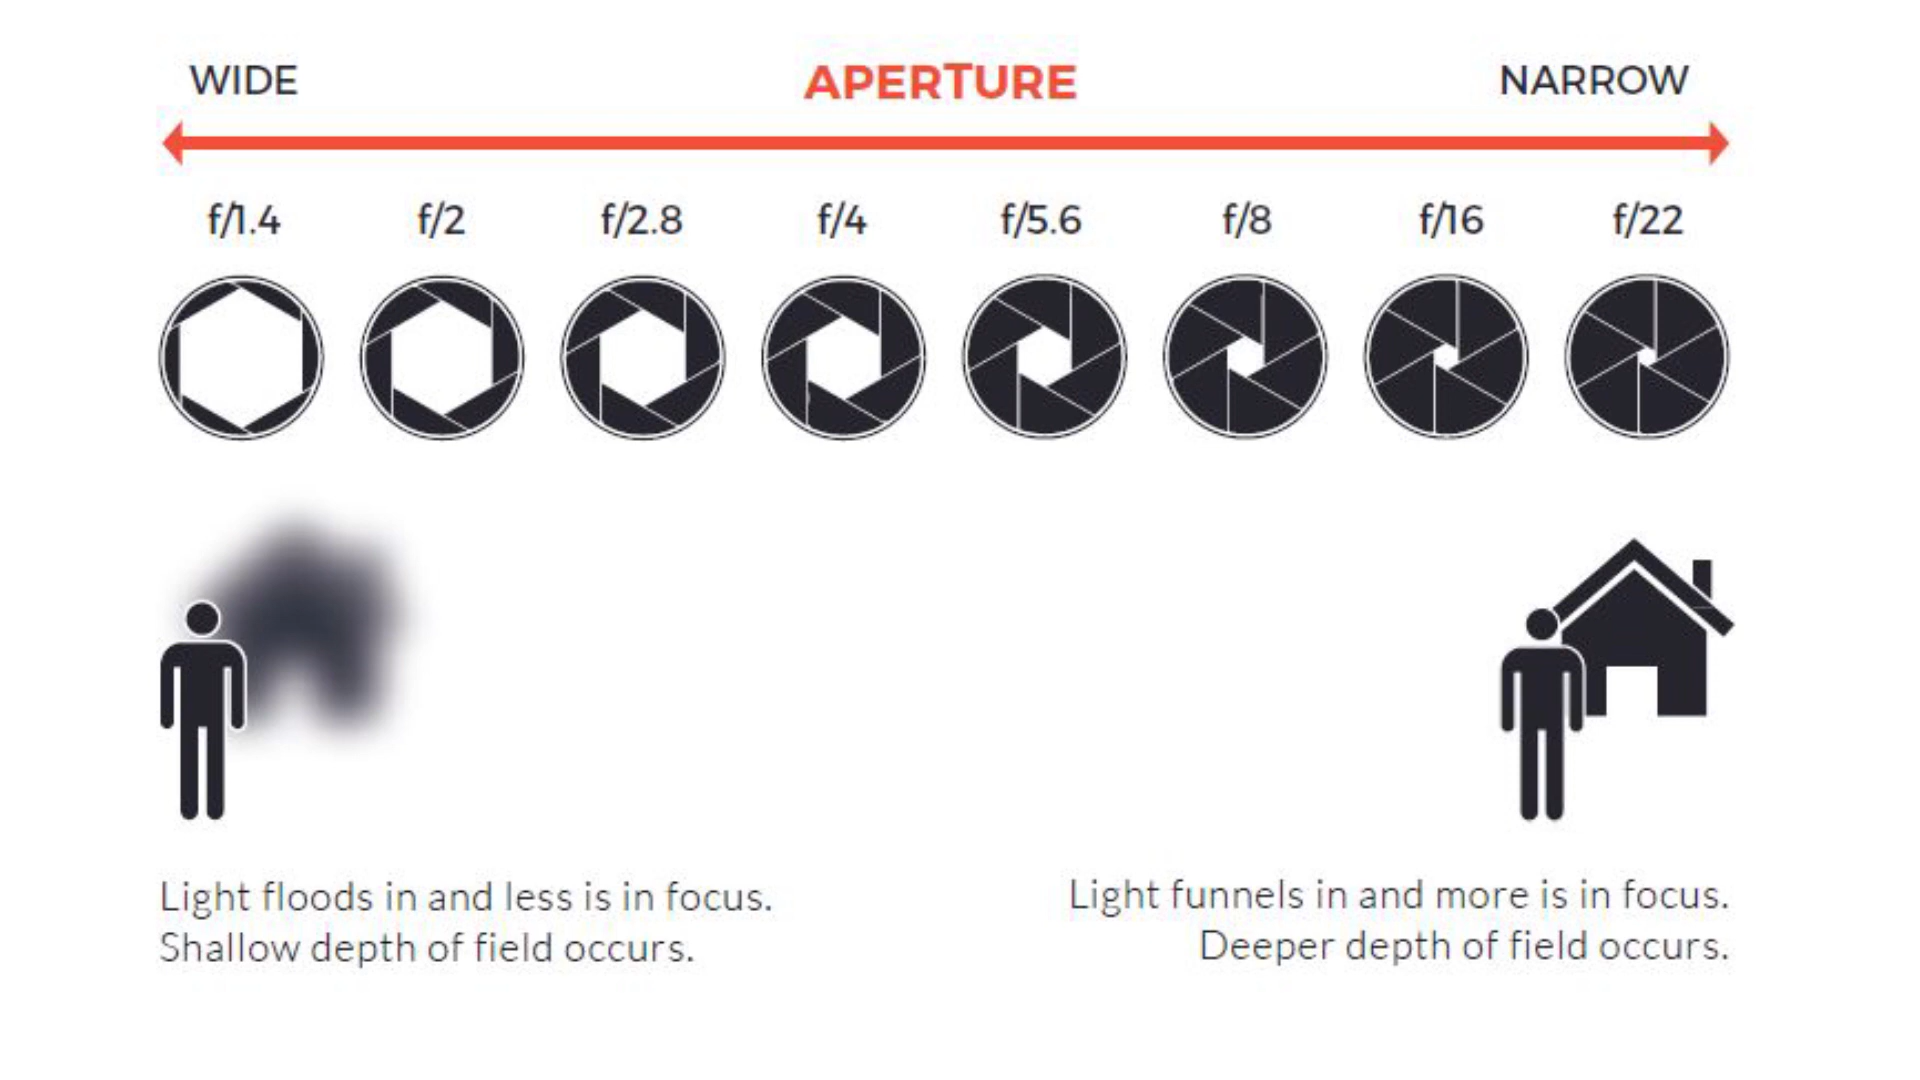 WIDE APERTURE NARROW
f/1.4 f/2 f/2.8 f/4 f/5.6 f/8 f/16 f/22
Light floods in and less is in focus.
Shallow depth of field occurs.
Light funnels in and more is in focus.
Deeper depth of field occurs.